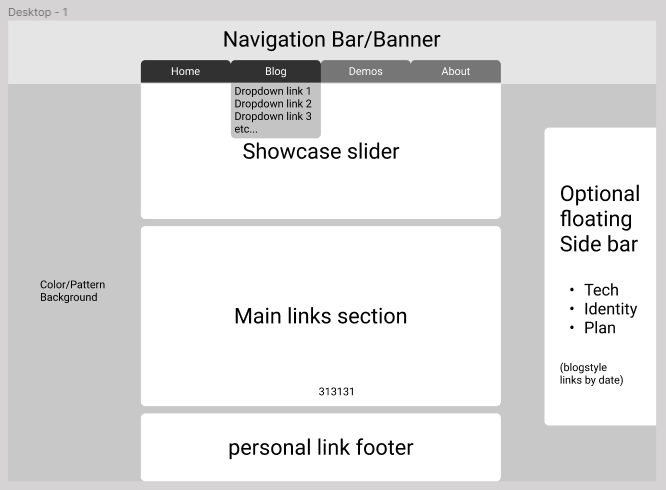 Desktop - 1
Navigation Bar/Banner
Home
Blog
Demos
About
Dropdown link 1
Dropdown link 2
Dropdown link 3
etc...
Showcase slider
Optional
floating
Side bar
• Tech
• Identity
• Plan
(blogstyle
links by date)
Color/Pattern
Background
Main links section
313131
personal link footer